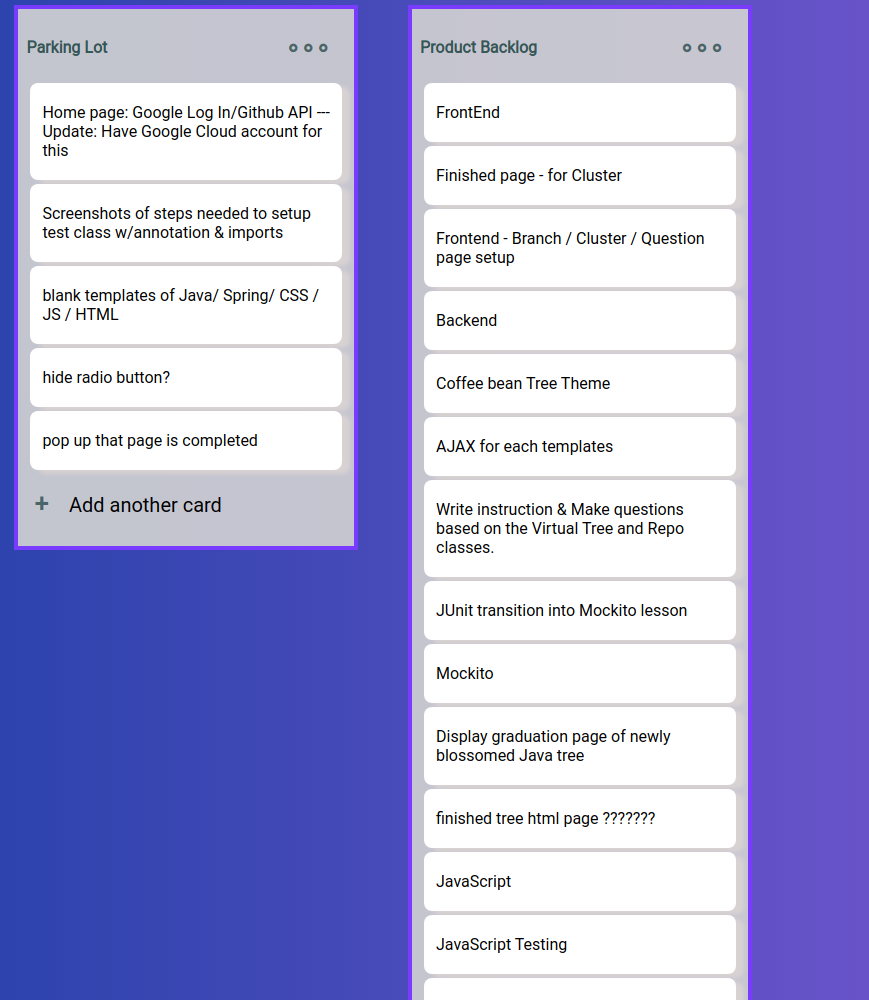 Parking Lot
Home page: Google Log In/Github API ---
Update: Have Google Cloud account for
this
Screenshots of steps needed to setup
test class w/annotation & imports
blank templates of Java/ Spring/ CSS /
JS / HTML
hide radio button?
pop up that page is completed
+ Add another card
Product Backlog
FrontEnd
Finished page - for Cluster
Frontend - Branch / Cluster / Question
page setup
Backend
Coffee bean Tree Theme
AJAX for each templates
Write instruction & Make questions
based on the Virtual Tree and Repo
classes.
JUnit transition into Mockito lesson
Mockito
Display graduation page of newly
blossomed Java tree
finished tree html page ???????
JavaScript
JavaScript Testing